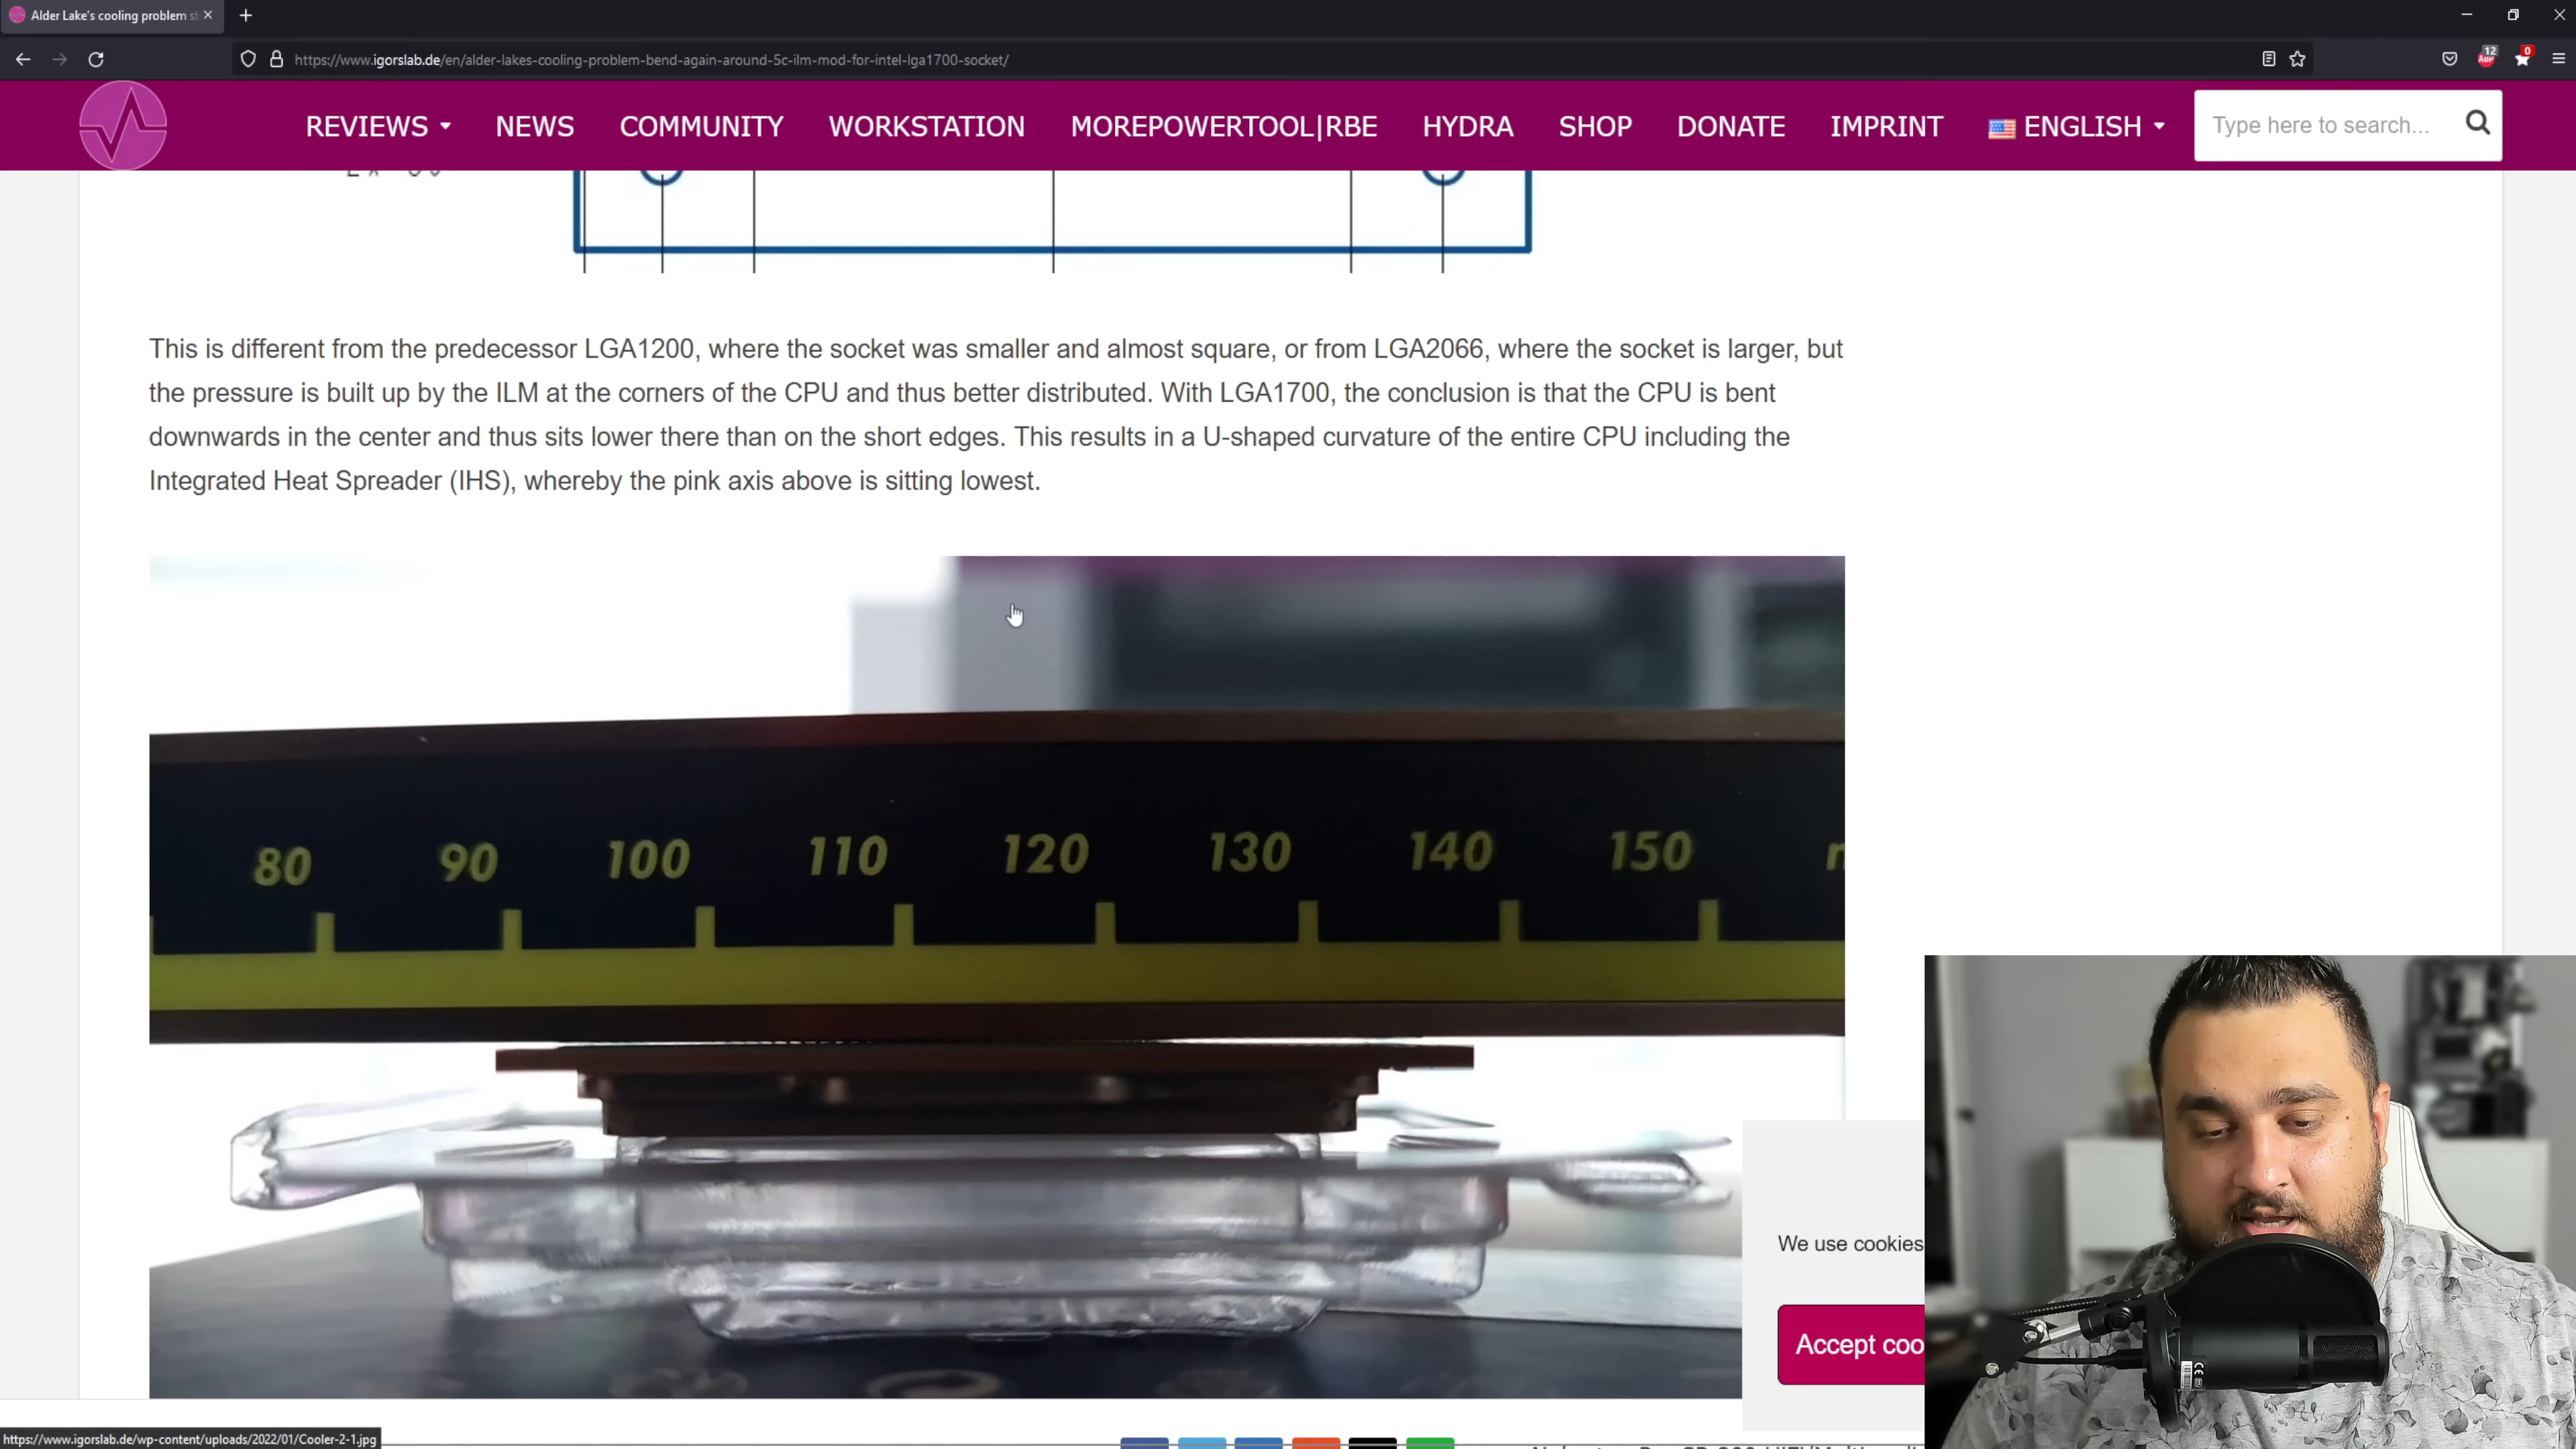 Alder Lake's cooling problem
https://www.igorslab.de/en/alder-lakes-cooling-problem-bend-again-around-5c-ilm-mod-for-intel-lga1700-socket/
12
0
REVIEWS NEWS COMMUNITY WORKSTATION MOREPOWERTOOL|RBE HYDRA SHOP DONATE IMPRINT ENGLISH Type here to search...
This is different from the predecessor LGA1200, where the socket was smaller and almost square, or from LGA2066, where the socket is larger, but
the pressure is built up by the ILM at the corners of the CPU and thus better distributed. With LGA1700, the conclusion is that the CPU is bent
downwards in the center and thus sits lower there than on the short edges. This results in a U-shaped curvature of the entire CPU including the
Integrated Heat Spreader (IHS), whereby the pink axis above is sitting lowest.
80 90 100 110 120 130 140 150
We use cookies
Accept coo
https://www.igorslab.de/wp-content/uploads/2022/01/Cooler-2-1.jpg